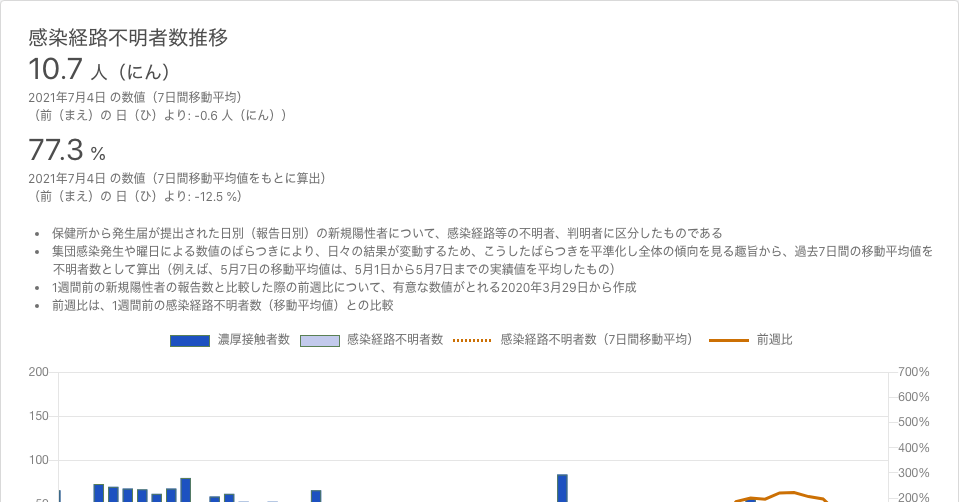 感染経路不明者数推移
10.7 人（にん）
2021年7月4日 の数値（7日間移動平均）
（前（まえ）の 日（ひ）より: -0.6 人（にん））
77.3 %
2021年7月4日 の数値（7日間移動平均値をもとに算出）
（前（まえ）の 日（ひ）より: -12.5 %）
• 保健所から発生届が提出された日別（報告日別）の新規陽性者について、感染経路等の不明者、判明者に区分したものである
• 集団感染発生や曜日による数値のばらつきにより、日々の結果が変動するため、こうしたばらつきを平準化し全体の傾向を見る趣旨から、過去7日間の移動平均値を
不明者数として算出（例えば、5月7日の移動平均値は、5月1日から5月7日までの実績値を平均したもの）
• 1週間前の新規陽性者の報告数と比較した際の前週比について、有意な数値がとれる2020年3月29日から作成
• 前週比は、1週間前の感染経路不明者数（移動平均値）との比較
濃厚接触者数 感染経路不明者数 感染経路不明者数（7日間移動平均） 前週比
200 700%
600%
150
500%
100 400%
300%
50 200%